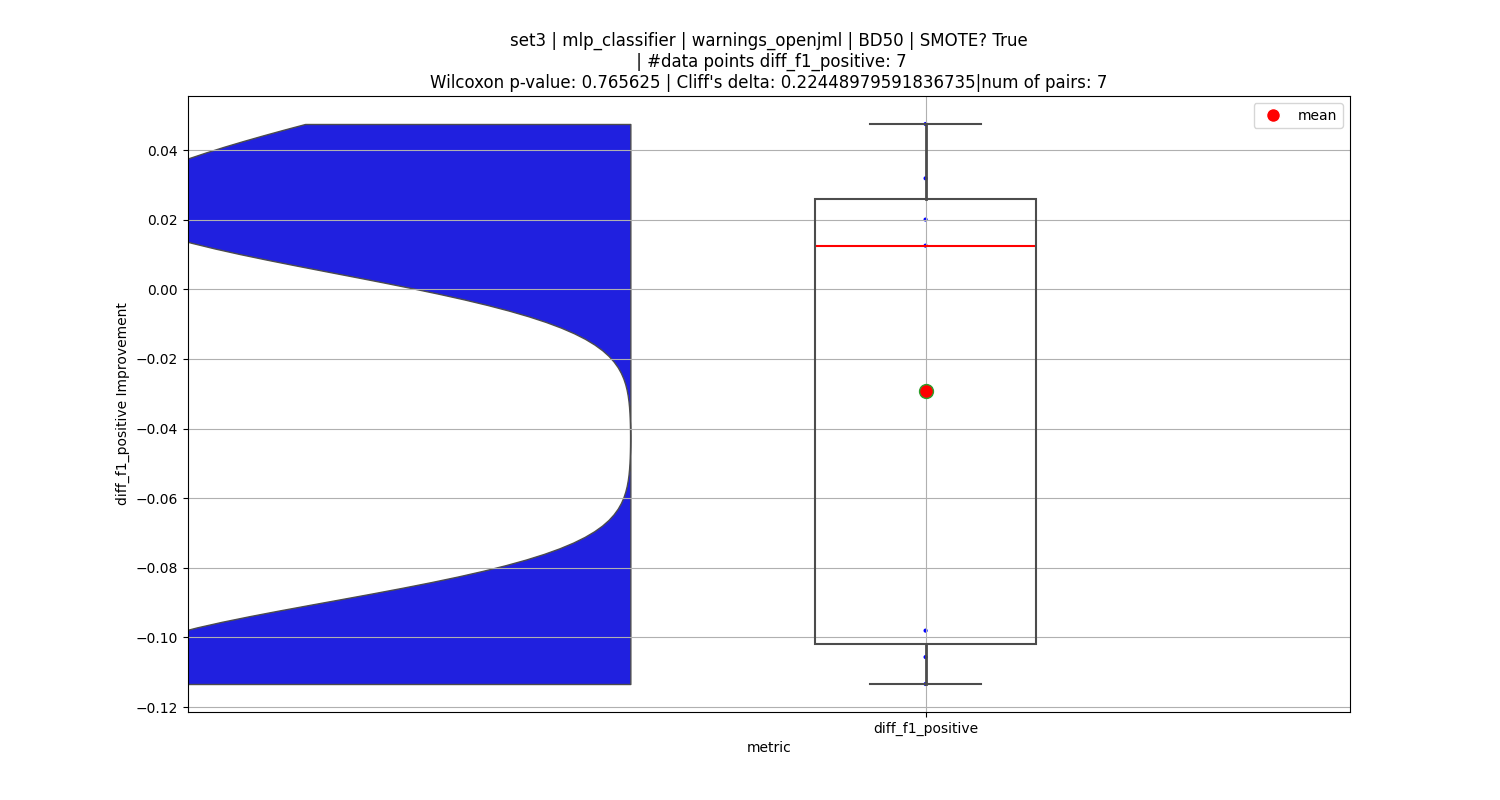 set3 | mlp_classifier | warnings_openjml | BD50 | SMOTE? True
| #data points diff_f1_positive: 7
Wilcoxon p-value: 0.765625 | Cliff's delta: 0.22448979591836735|num of pairs: 7
mean
0.04
0.02
0.00
−0.02
−0.04
−0.06
−0.08
−0.10
−0.12
diff_f1_positive Improvement
diff_f1_positive
metric